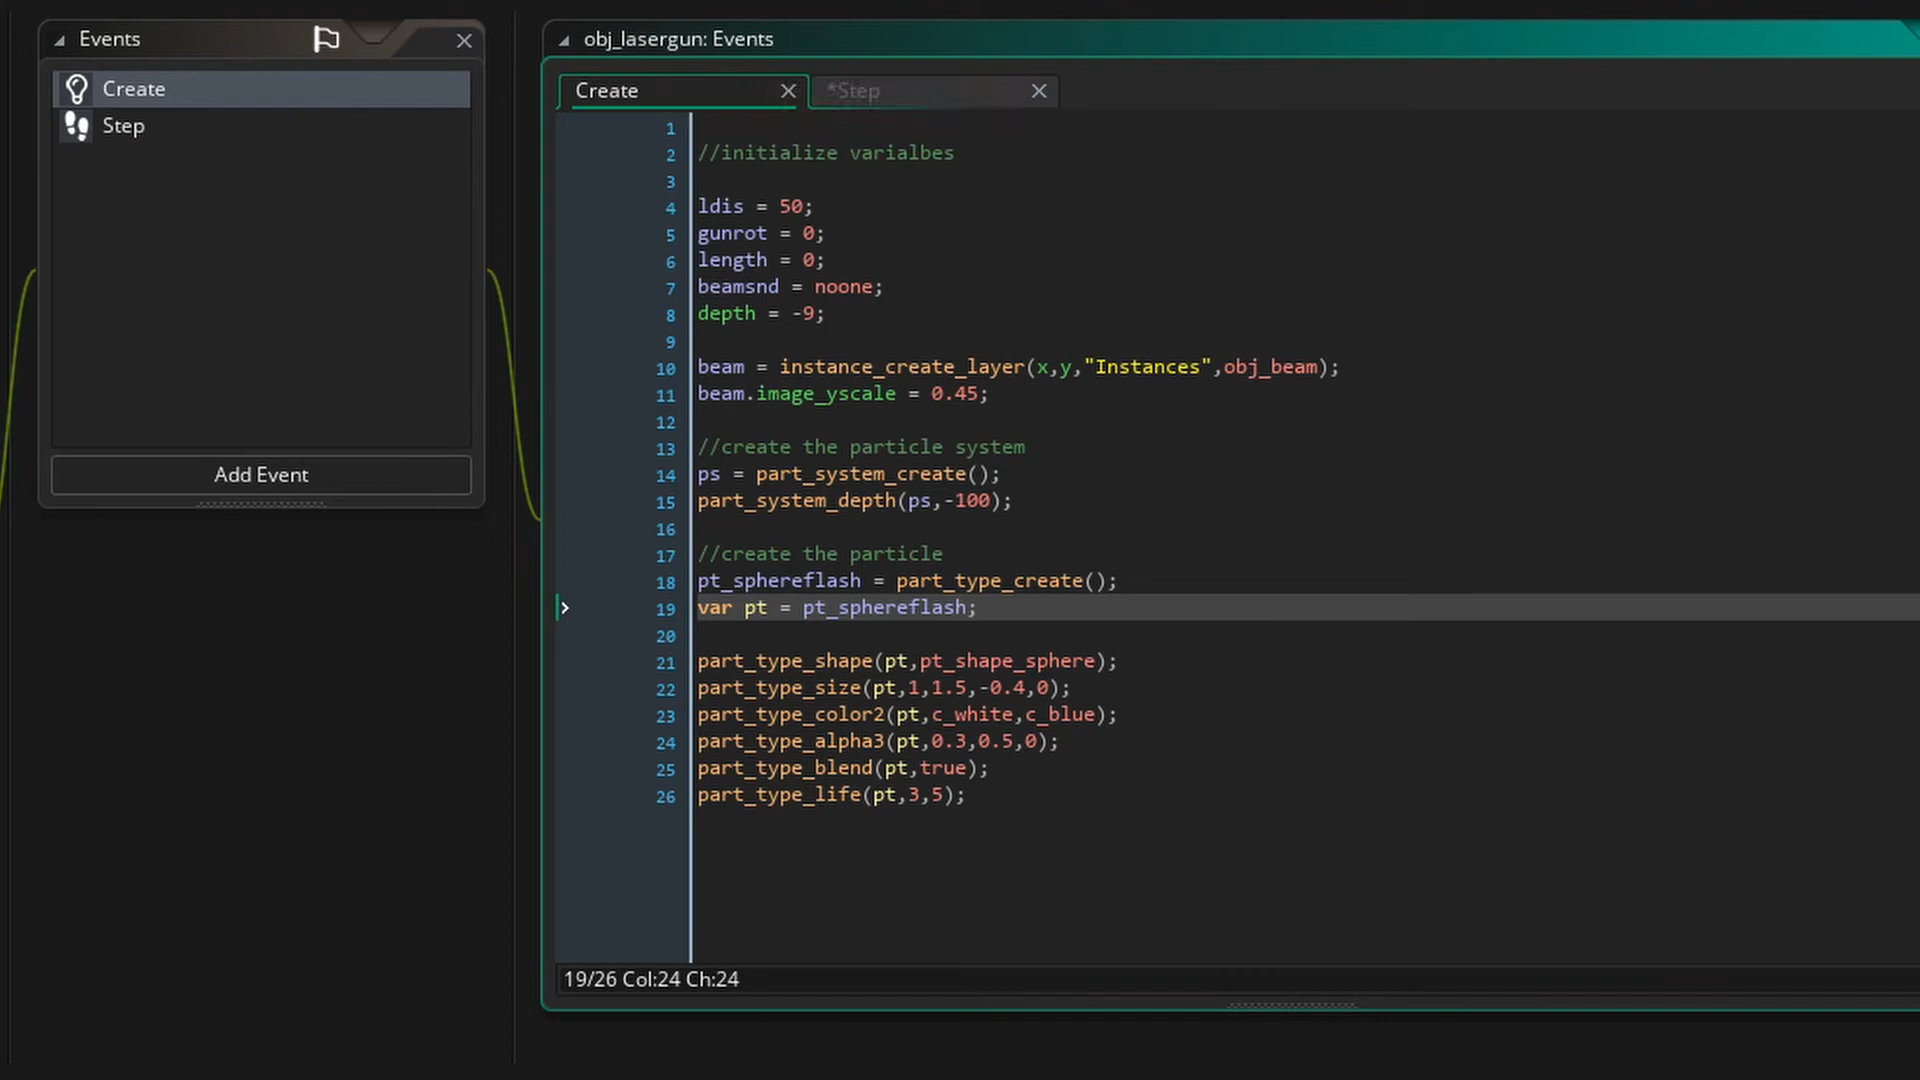 Events
Create
Step
Add Event
obj_lasergun: Events
Create
*Step
1
2 //initialize varialbes
3
4 ldis = 50;
5 gunrot = 0;
6 length = 0;
7 beamsnd = noone;
8 depth = -9;
9
10 beam = instance_create_layer(x,y,"Instances",obj_beam);
11 beam.image_yscale = 0.45;
12
13 //create the particle system
14 ps = part_system_create();
15 part_system_depth(ps,-100);
16
17 //create the particle
18 pt_sphereflash = part_type_create();
19 var pt = pt_sphereflash;
20
21 part_type_shape(pt,pt_shape_sphere);
22 part_type_size(pt,1,1.5,-0.4,0);
23 part_type_color2(pt,c_white,c_blue);
24 part_type_alpha3(pt,0.3,0.5,0);
25 part_type_blend(pt,true);
26 part_type_life(pt,3,5);
19/26 Col:24 Ch:24